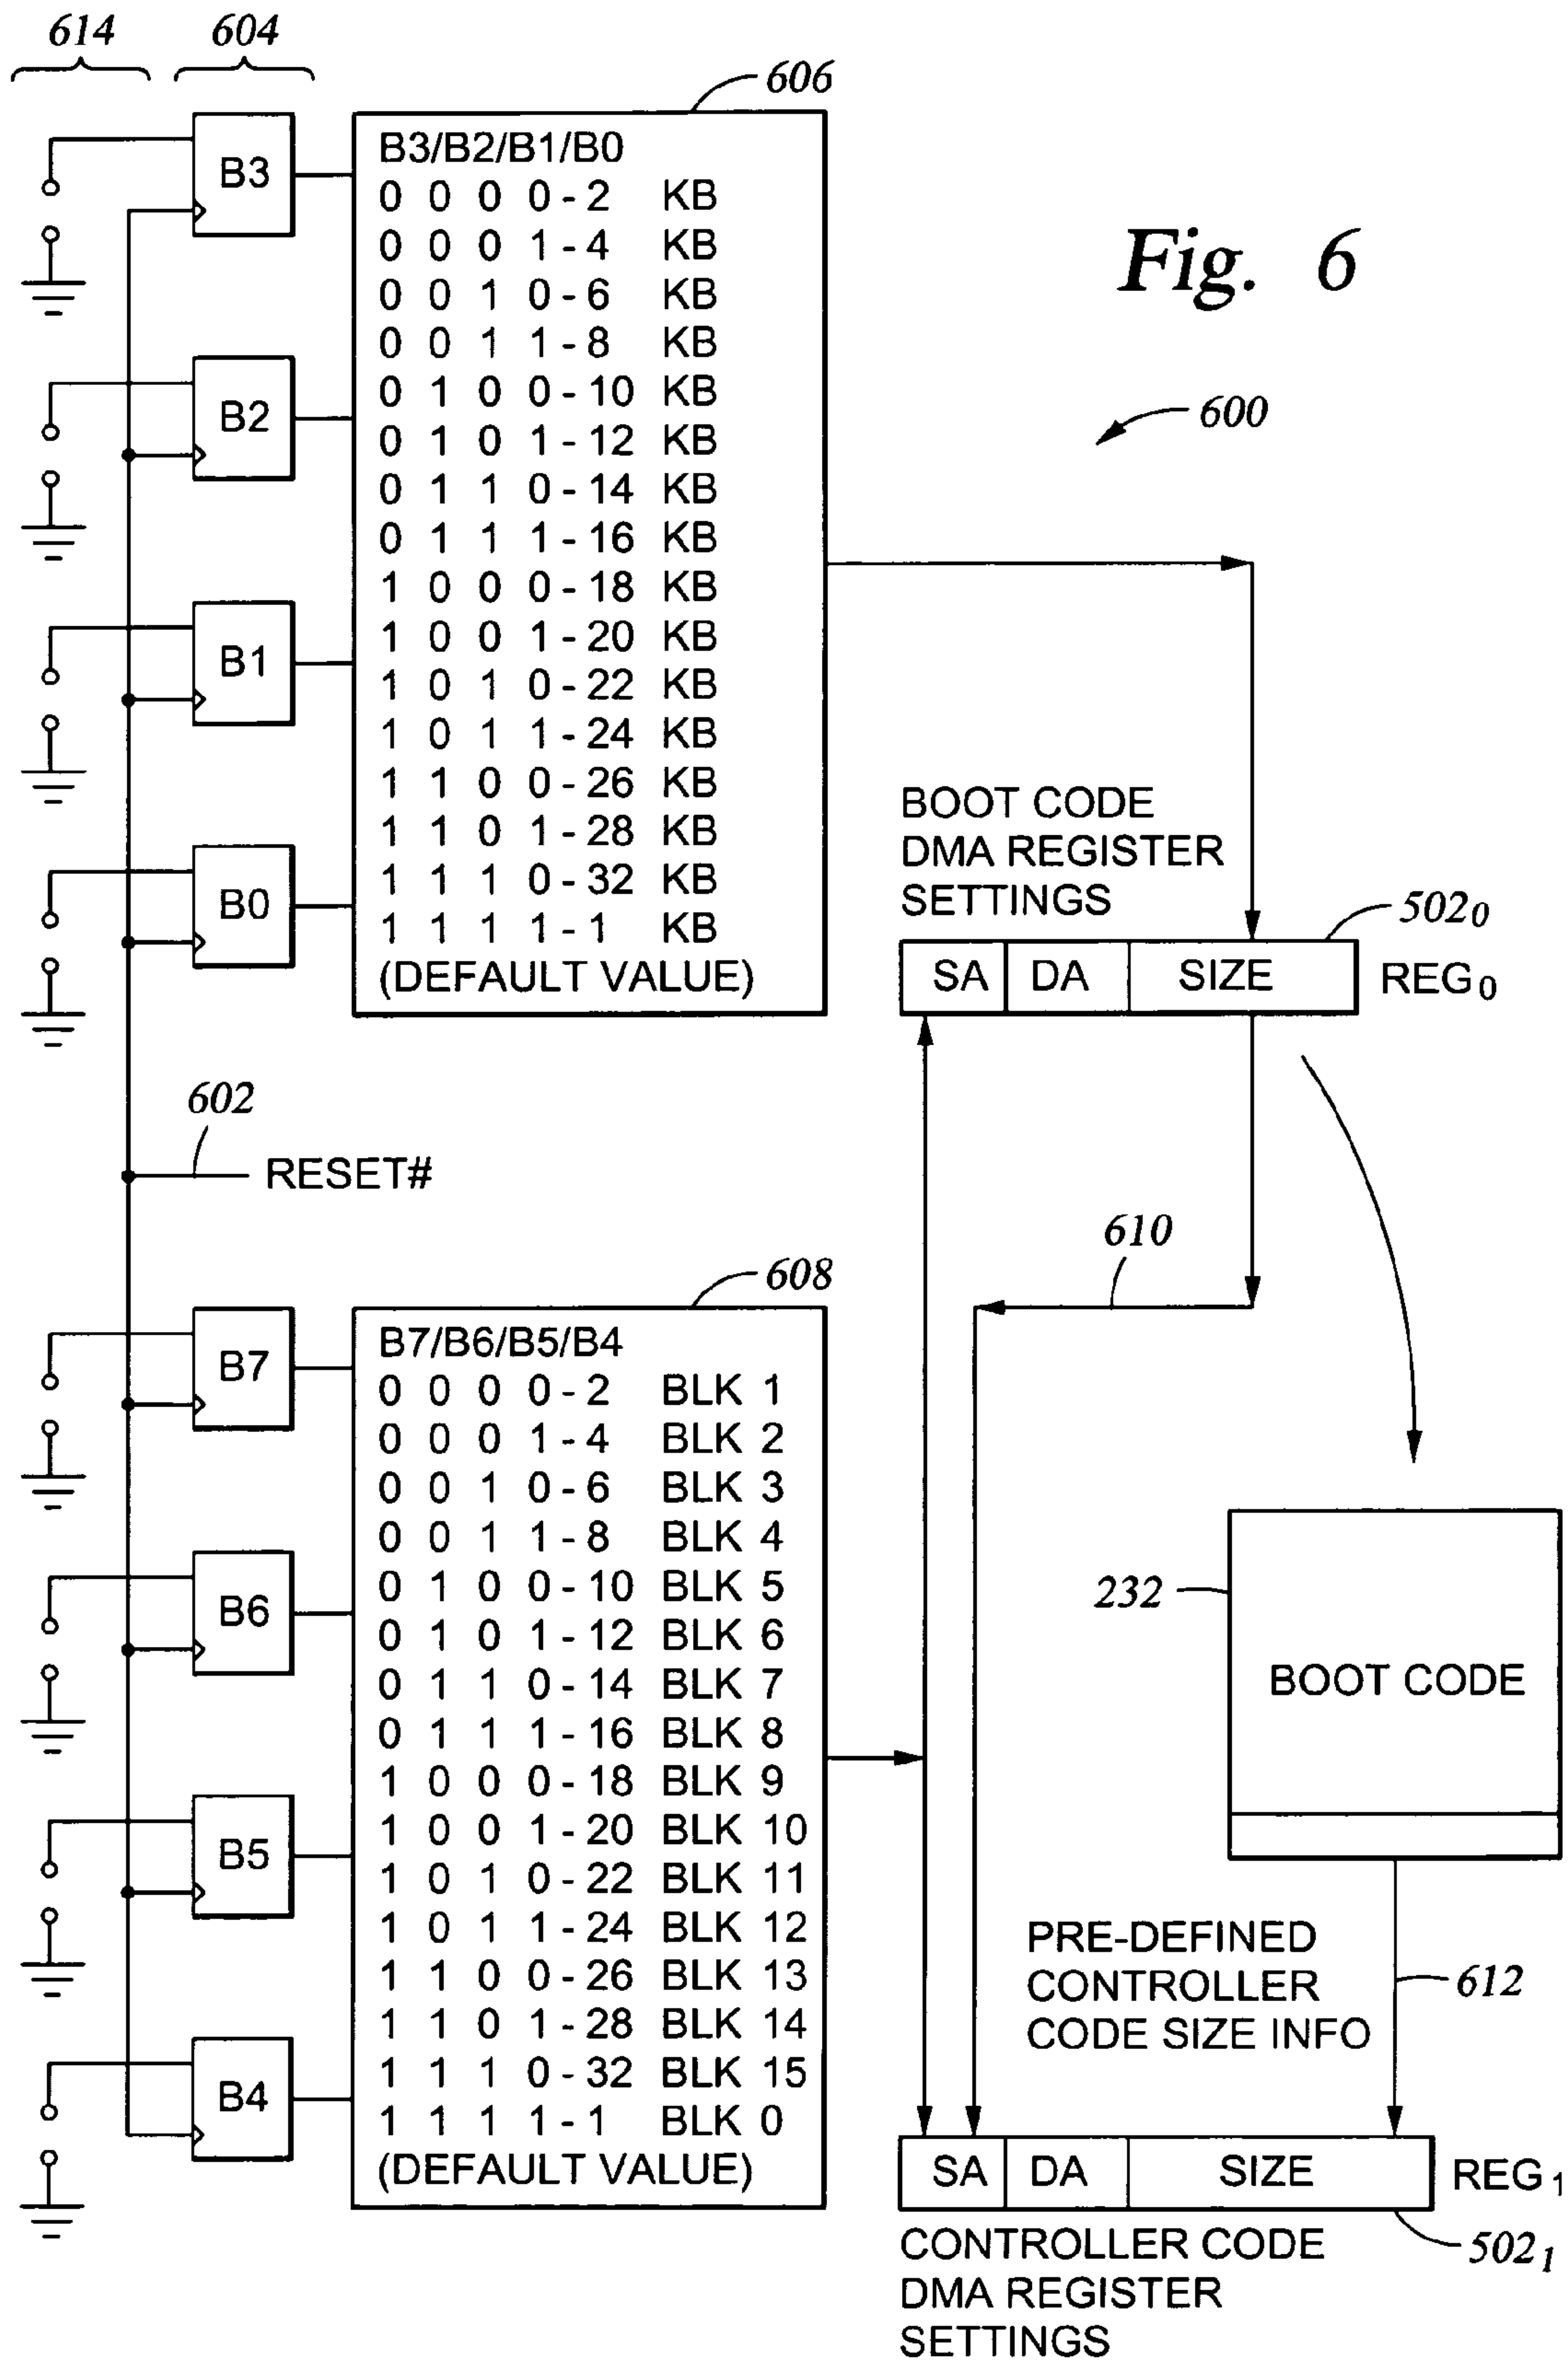 614
604
606
B3/B2/B1/B0
0 0 0 0 - 2 KB
0 0 0 1 - 4 KB
0 0 1 0 - 6 KB
0 0 1 1 - 8 KB
0 1 0 0 - 10 KB
0 1 0 1 - 12 KB
0 1 1 0 - 14 KB
0 1 1 1 - 16 KB
1 0 0 0 - 18 KB
1 0 0 1 - 20 KB
1 0 1 0 - 22 KB
1 0 1 1 - 24 KB
1 1 0 0 - 26 KB
1 1 0 1 - 28 KB
1 1 1 0 - 32 KB
1 1 1 1 - 1 KB
(DEFAULT VALUE)
B3
B2
B1
B0
Fig. 6
600
BOOT CODE
DMA REGISTER
SETTINGS
502₀
SA DA SIZE REG₀
602
RESET#
610
608
B7/B6/B5/B4
0 0 0 0 - 2 BLK 1
0 0 0 1 - 4 BLK 2
0 0 1 0 - 6 BLK 3
0 0 1 1 - 8 BLK 4
0 1 0 0 - 10 BLK 5
0 1 0 1 - 12 BLK 6
0 1 1 0 - 14 BLK 7
0 1 1 1 - 16 BLK 8
1 0 0 0 - 18 BLK 9
1 0 0 1 - 20 BLK 10
1 0 1 0 - 22 BLK 11
1 0 1 1 - 24 BLK 12
1 1 0 0 - 26 BLK 13
1 1 0 1 - 28 BLK 14
1 1 1 0 - 32 BLK 15
1 1 1 1 - 1 BLK 0
(DEFAULT VALUE)
B7
B6
B5
B4
232
BOOT CODE
PRE-DEFINED
CONTROLLER
CODE SIZE INFO
612
SA DA SIZE REG₁
502₁
CONTROLLER CODE
DMA REGISTER
SETTINGS